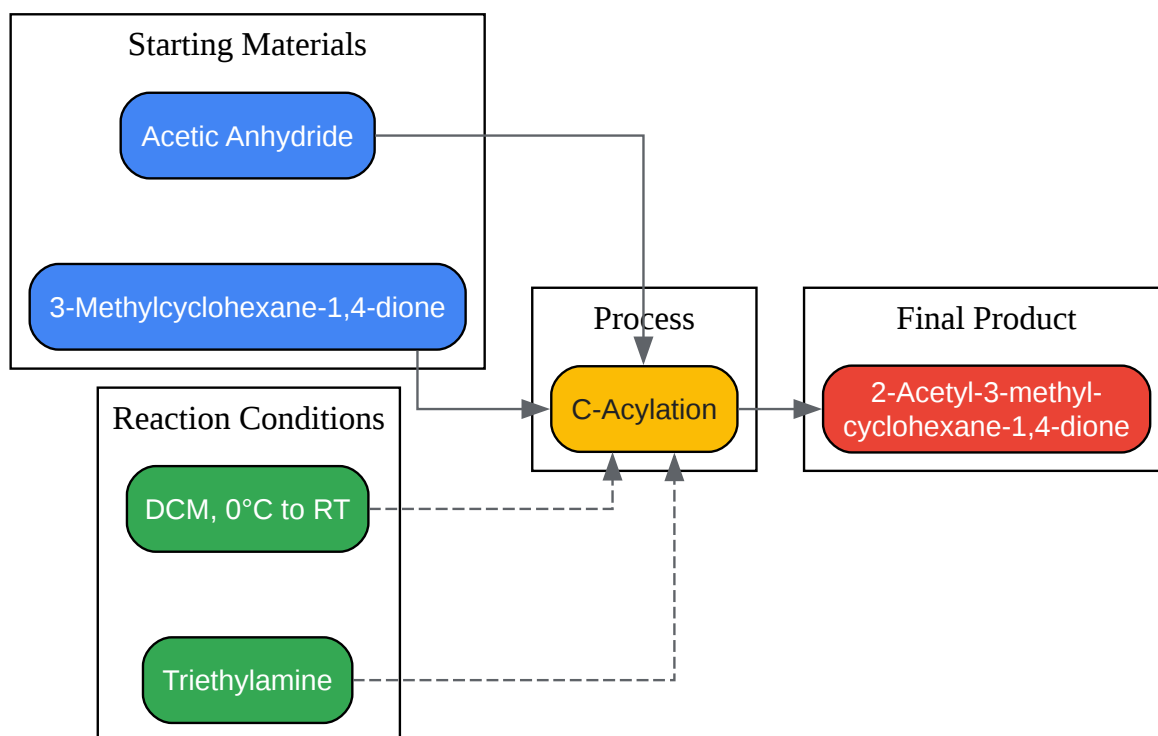 Starting Materials
Acetic Anhydride
3-Methylcyclohexane-1,4-dione
Reaction Conditions
DCM, 0°C to RT
Triethylamine
Process
C-Acylation
Final Product
2-Acetyl-3-methyl-
cyclohexane-1,4-dione